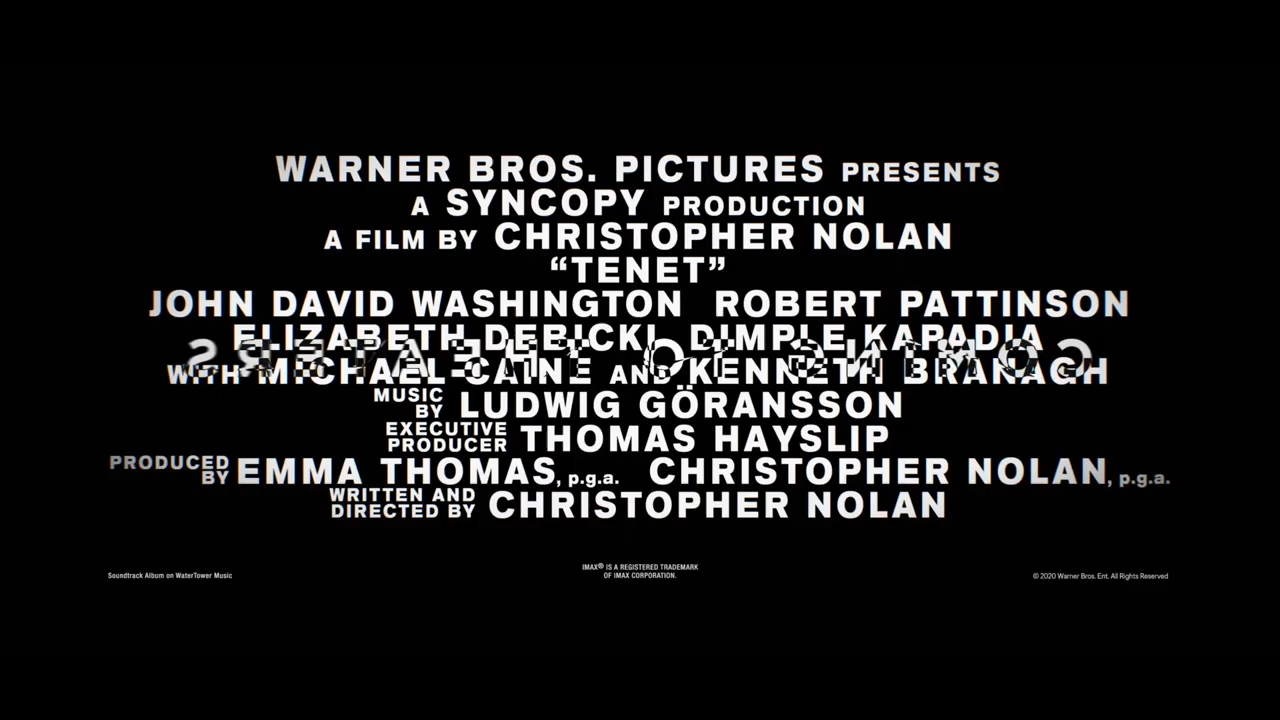 WARNER BROS. PICTURES PRESENTS
A SYNCOPY PRODUCTION
A FILM BY CHRISTOPHER NOLAN
“TENET”
JOHN DAVID WASHINGTON ROBERT PATTINSON
ELIZABETH DEBICKI DIMPLE KAPADIA
COMING TO THEATERS
WITH MICHAEL CAINE AND KENNETH BRANAGH
MUSIC BY LUDWIG GÖRANSSON
EXECUTIVE PRODUCER THOMAS HAYSLIP
PRODUCED BY EMMA THOMAS, p.g.a. CHRISTOPHER NOLAN, p.g.a.
WRITTEN AND DIRECTED BY CHRISTOPHER NOLAN
Soundtrack Album on WaterTower Music
IMAX® IS A REGISTERED TRADEMARK
OF IMAX CORPORATION.
© 2020 Warner Bros. Ent. All Rights Reserved